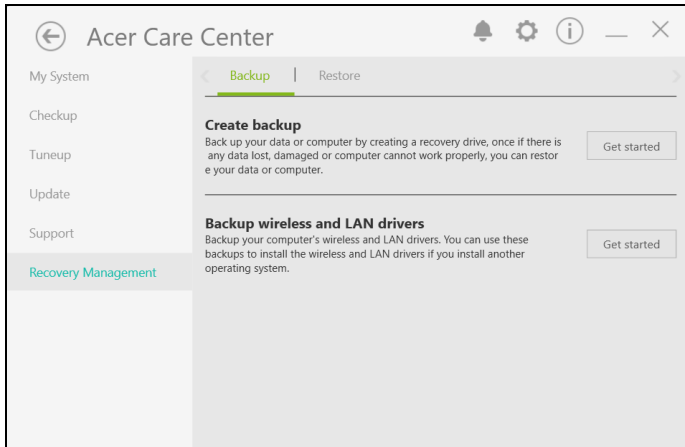 Acer Care Center
My System
Checkup
Tuneup
Update
Support
Recovery Management
Backup | Restore
Create backup
Back up your data or computer by creating a recovery drive, once if there is
any data lost, damaged or computer cannot work properly, you can restor
e your data or computer.
Get started
Backup wireless and LAN drivers
Backup your computer's wireless and LAN drivers. You can use these
backups to install the wireless and LAN drivers if you install another
operating system.
Get started